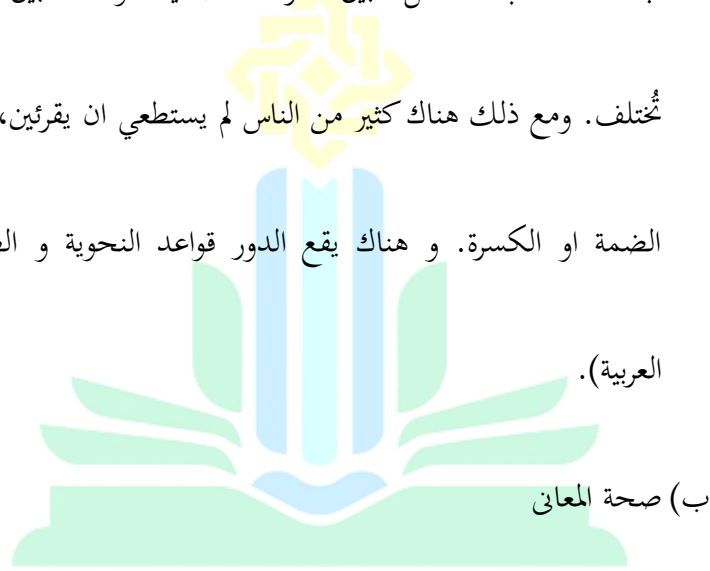 تُختلف. ومع ذلك هناك كثير من الناس لم يستطعي ان يقرئين،
الضمة او الكسرة. و هناك يقع الدور قواعد النحوية و
العربية).
ب) صحة المعانى